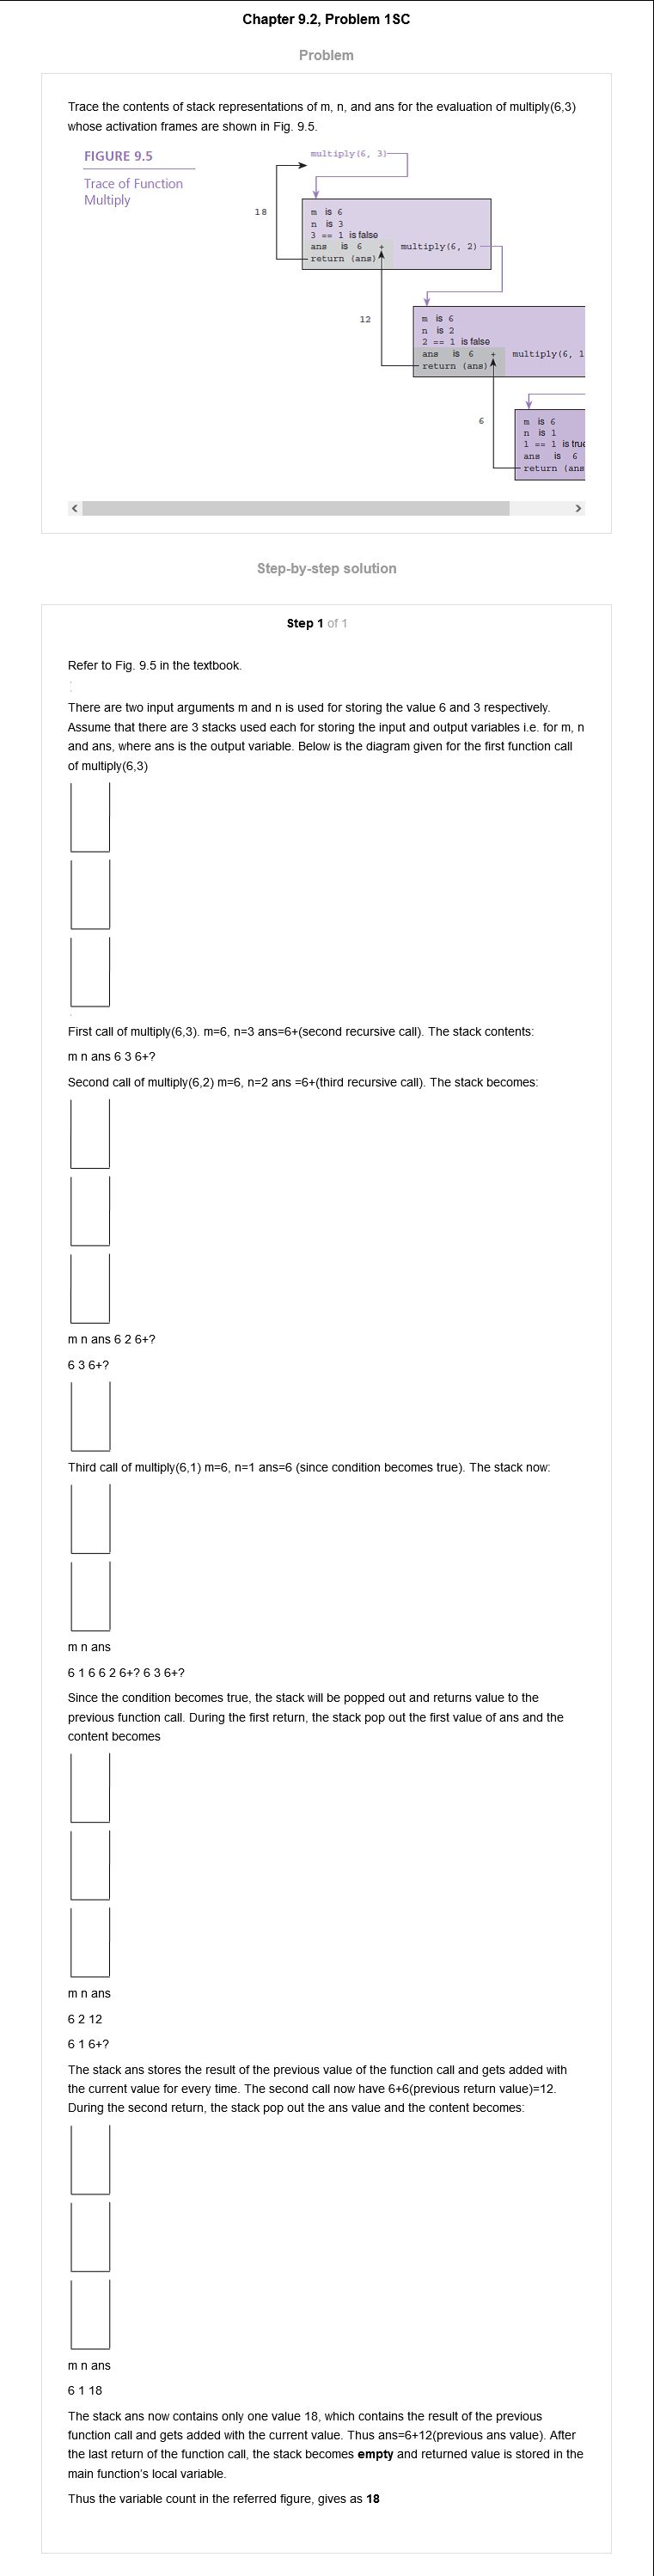 Chapter 9.2, Problem 1SC
Problem
Trace the contents of stack representations of m, n, and ans for the evaluation of multiply(6,3)
whose activation frames are shown in Fig. 9.5.
FIGURE 9.5
Trace of Function
Multiply
multiply(6, 3)
18
m is 6
n is 3
3 == 1 is false
ans is 6 + multiply(6, 2)
return (ans)
12
m is 6
n is 2
2 == 1 is false
ans is 6 + multiply(6, 1
return (ans)
6
m is 6
n is 1
1 == 1 is true
ans is 6
return (ans
Step-by-step solution
Step 1 of 1
Refer to Fig. 9.5 in the textbook.
There are two input arguments m and n is used for storing the value 6 and 3 respectively.
Assume that there are 3 stacks used each for storing the input and output variables i.e. for m, n
and ans, where ans is the output variable. Below is the diagram given for the first function call
of multiply(6,3)
First call of multiply(6,3). m=6, n=3 ans=6+(second recursive call). The stack contents:
m n ans 6 3 6+?
Second call of multiply(6,2) m=6, n=2 ans =6+(third recursive call). The stack becomes:
m n ans 6 2 6+?
6 3 6+?
Third call of multiply(6,1) m=6, n=1 ans=6 (since condition becomes true). The stack now:
m n ans
6 1 6 6 2 6+? 6 3 6+?
Since the condition becomes true, the stack will be popped out and returns value to the
previous function call. During the first return, the stack pop out the first value of ans and the
content becomes
m n ans
6 2 12
6 1 6+?
The stack ans stores the result of the previous value of the function call and gets added with
the current value for every time. The second call now have 6+6(previous return value)=12.
During the second return, the stack pop out the ans value and the content becomes:
m n ans
6 1 18
The stack ans now contains only one value 18, which contains the result of the previous
function call and gets added with the current value. Thus ans=6+12(previous ans value). After
the last return of the function call, the stack becomes empty and returned value is stored in the
main function's local variable.
Thus the variable count in the referred figure, gives as 18